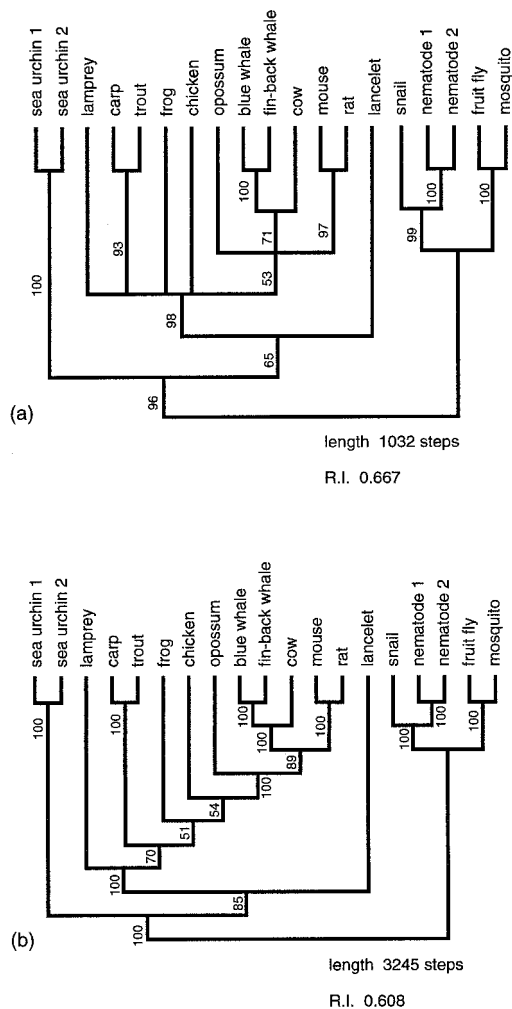 sea urchin 1
sea urchin 2
lamprey
carp
trout
frog
chicken
opossum
blue whale
fin-back whale
cow
mouse
rat
lancelet
snail
nematode 1
nematode 2
fruit fly
mosquito
100
100
100
93
71
97
99
100
53
98
65
96
(a)
length 1032 steps
R.I. 0.667
sea urchin 1
sea urchin 2
lamprey
carp
trout
frog
chicken
opossum
blue whale
fin-back whale
cow
mouse
rat
lancelet
snail
nematode 1
nematode 2
fruit fly
mosquito
100
100
100
100
100
100
100
100
89
100
54
51
70
100
85
100
(b)
length 3245 steps
R.I. 0.608